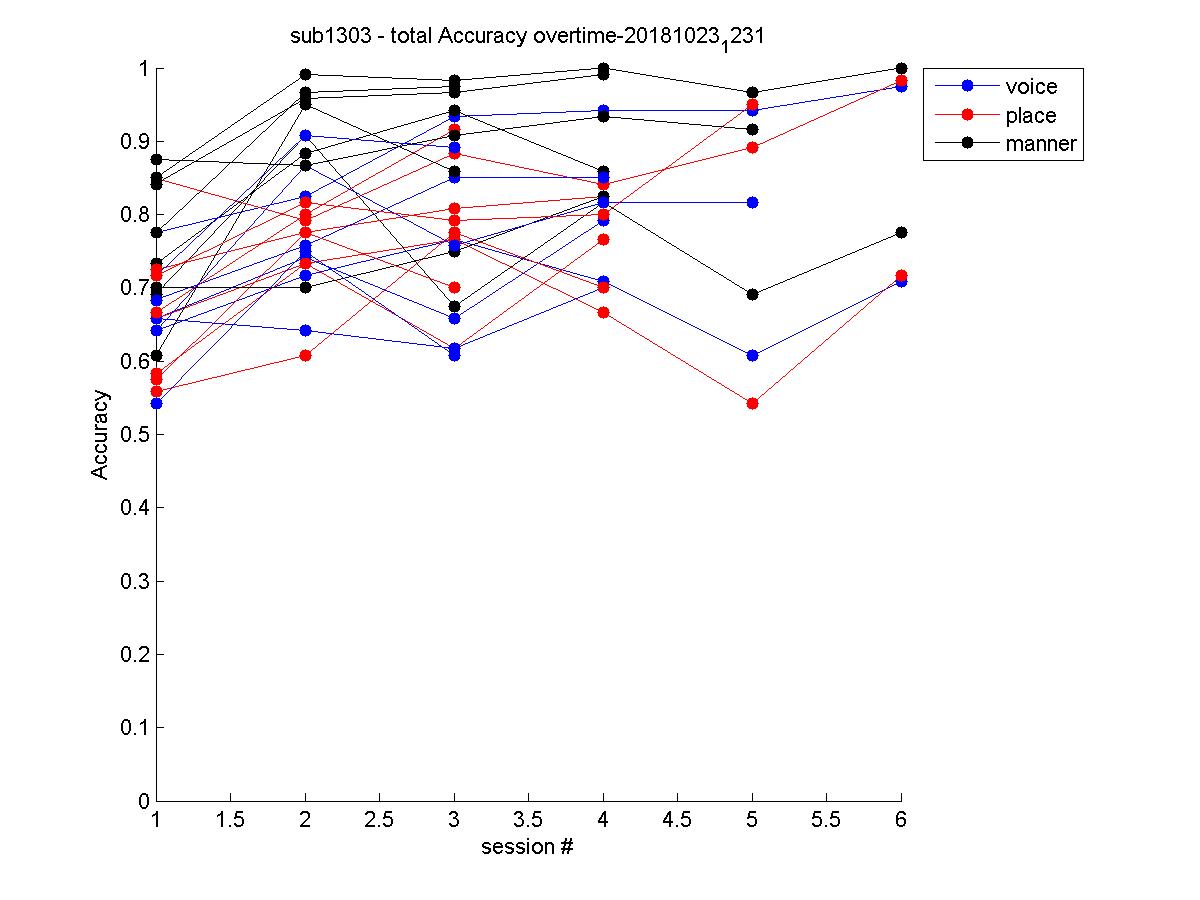 sub1303 - total Accuracy overtime-20181023₁231
1
0.9
0.8
0.7
0.6
0.5
0.4
0.3
0.2
0.1
0
Accuracy
1 1.5 2 2.5 3 3.5 4 4.5 5 5.5 6
session #
voice
place
manner